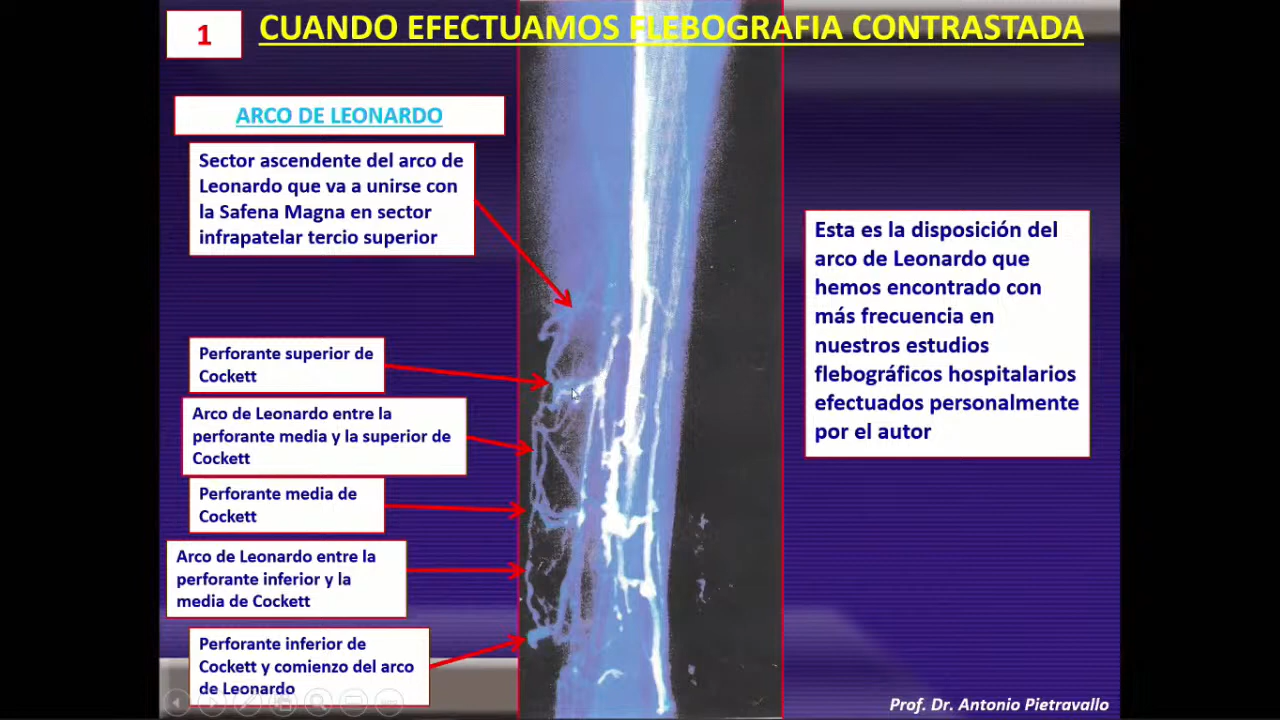 1
CUANDO EFECTUAMOS FLEBOGRAFIA CONTRASTADA
ARCO DE LEONARDO
Sector ascendente del arco de
Leonardo que va a unirse con
la Safena Magna en sector
infrapatelar tercio superior
Perforante superior de
Cockett
Arco de Leonardo entre la
perforante media y la superior de
Cockett
Perforante media de
Cockett
Arco de Leonardo entre la
perforante inferior y la
media de Cockett
Perforante inferior de
Cockett y comienzo del arco
de Leonardo
Esta es la disposición del
arco de Leonardo que
hemos encontrado con
más frecuencia en
nuestros estudios
flebográficos hospitalarios
efectuados personalmente
por el autor
Prof. Dr. Antonio Pietravallo